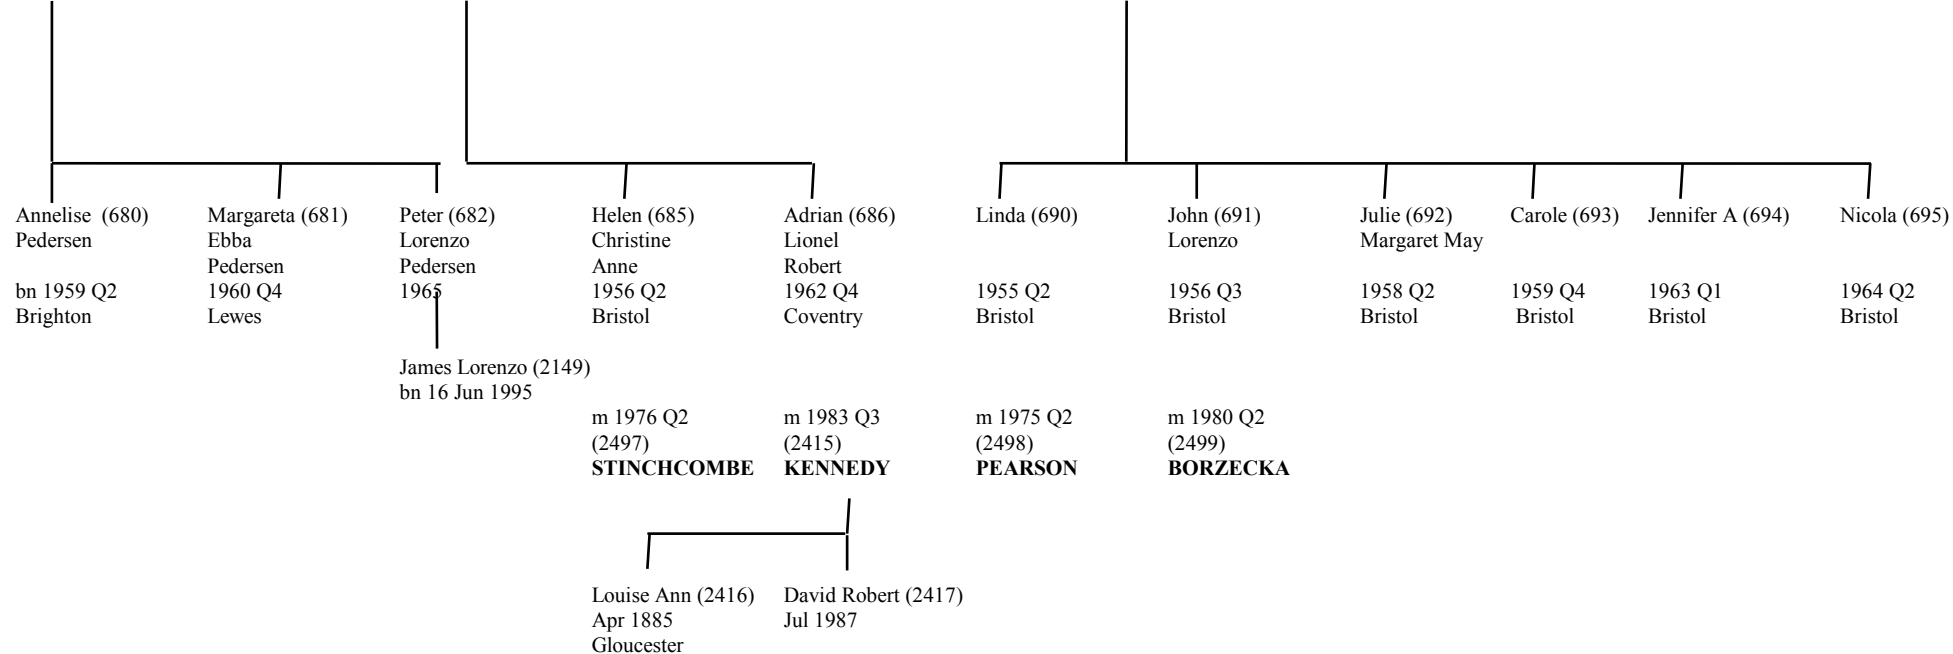 Annelise (680)
Pedersen
bn 1959 Q2
Brighton
Margareta (681)
Ebba
Pedersen
1960 Q4
Lewes
Peter (682)
Lorenzo
Pedersen
1965
James Lorenzo (2149)
bn 16 Jun 1995
Helen (685)
Christine
Anne
1956 Q2
Bristol
m 1976 Q2
(2497)
STINCHCOMBE
Adrian (686)
Lionel
Robert
1962 Q4
Coventry
m 1983 Q3
(2415)
KENNEDY
Louise Ann (2416)
Apr 1885
Gloucester
David Robert (2417)
Jul 1987
Linda (690)
1955 Q2
Bristol
m 1975 Q2
(2498)
PEARSON
John (691)
Lorenzo
1956 Q3
Bristol
m 1980 Q2
(2499)
BORZECKA
Julie (692)
Margaret May
1958 Q2
Bristol
Carole (693)
1959 Q4
Bristol
Jennifer A (694)
1963 Q1
Bristol
Nicola (695)
1964 Q2
Bristol